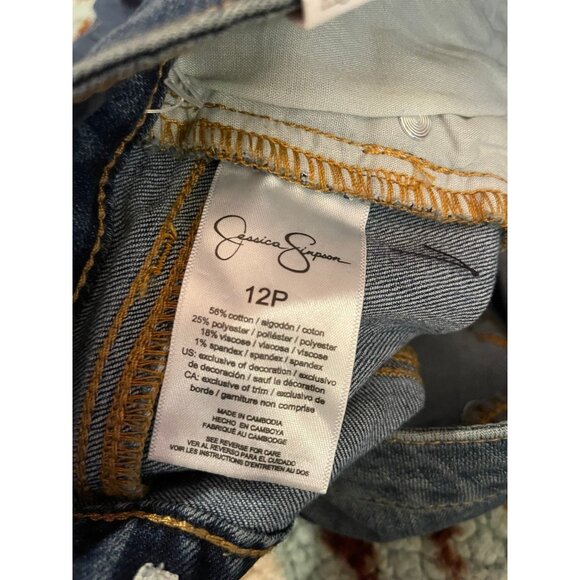 Jessica Simpson
12P
56% cotton / algodón / coton
25% polyester / poliéster / polyester
18% viscose / viscosa / viscose
1% spandex / spandex / spandex
US: exclusive of decoration / exclusivo
de decoración / sauf la décoration
CA: exclusive of trim / exclusivo de
borde / garniture non comprise
MADE IN CAMBODIA
HECHO EN CAMBOYA
FABRIQUÉ AU CAMBODGE
SEE REVERSE FOR CARE
VER AL REVERSO PARA EL CUIDADO
VOIR LES INSTRUCTIONS D'ENTRETIEN AU DOS